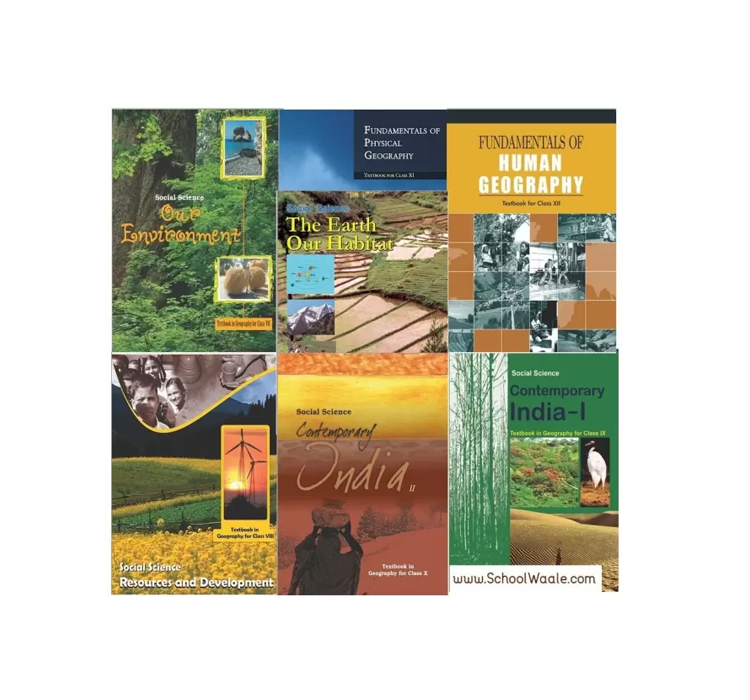 Social Science
Our
Environment
Textbook in Geography for Class VII
FUNDAMENTALS OF
PHYSICAL
GEOGRAPHY
TEXTBOOK FOR CLASS XI
The Earth
Our Habitat
FUNDAMENTALS OF
HUMAN
GEOGRAPHY
Textbook for Class XII
Textbook in
Geography for Class VIII
Social Science
Resources and Development
Social Science
Contemporary
India II
Textbook in
Geography for Class X
Social Science
Contemporary
India-I
Textbook in Geography for Class IX
www.SchoolWaale.com